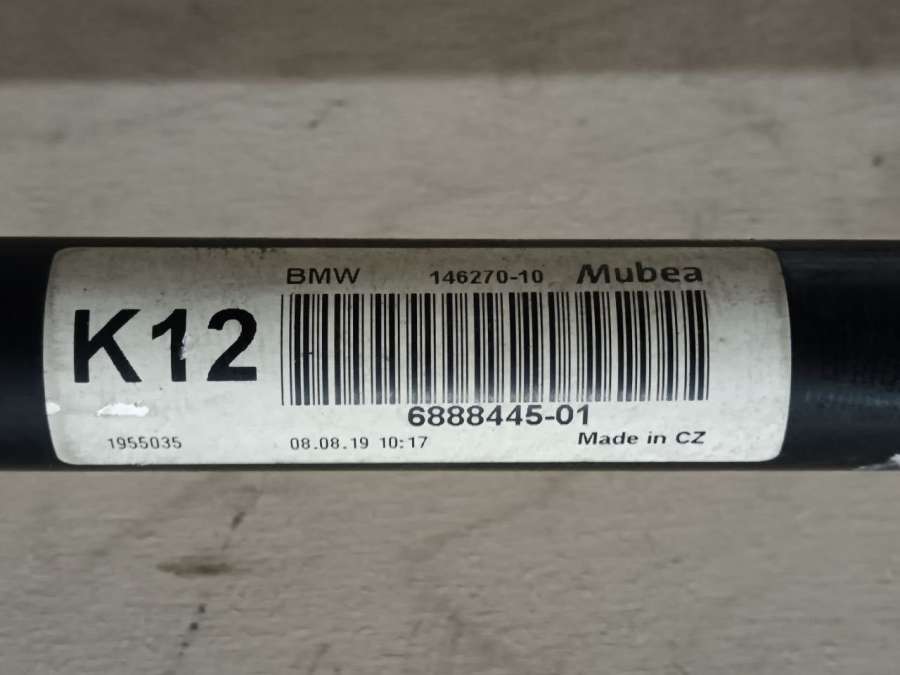 BMW 146270-10 Mubea
K12
6888445-01
1955035 08.08.19 10:17 Made in CZ